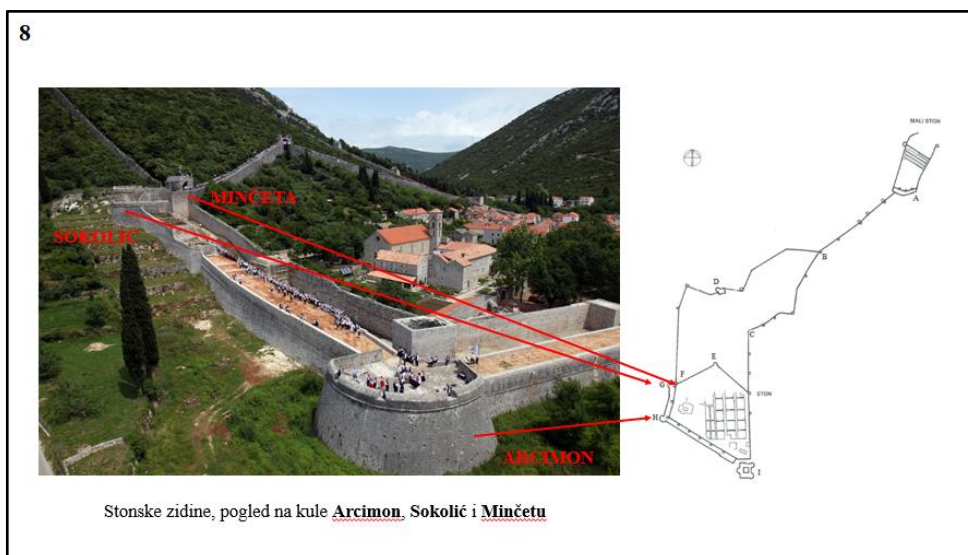 8
MINČETA
SOKOLIĆ
ARCIMON
MALI STON
A
B
D
C
E
F
G
STON
H
I
Stonske zidine, pogled na kule Arcimon, Sokolić i Minčetu